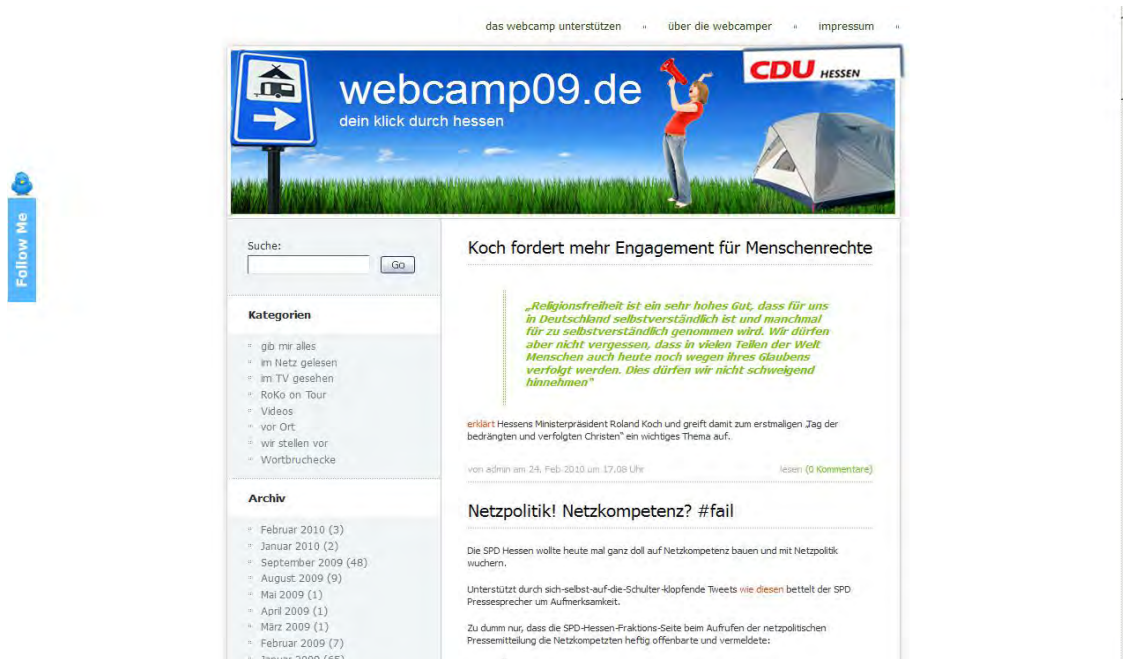 das webcamp unterstützen
über die webcamper
impressum
CDU HESSEN
webcamp09.de
dein klick durch hessen
Follow Me
Suche:
Go
Kategorien
gib mir alles
im Netz gelesen
im TV gesehen
RoKo on Tour
Videos
vor Ort
wir stellen vor
Wortbruchecke
Archiv
Februar 2010 (3)
Januar 2010 (2)
September 2009 (48)
August 2009 (9)
Mai 2009 (1)
April 2009 (1)
März 2009 (1)
Februar 2009 (7)
Januar 2009 (65)
Koch fordert mehr Engagement für Menschenrechte
„Religionsfreiheit ist ein sehr hohes Gut, dass für uns
in Deutschland selbstverständlich ist und manchmal
für zu selbstverständlich genommen wird. Wir dürfen
aber nicht vergessen, dass in vielen Teilen der Welt
Menschen auch heute noch wegen ihres Glaubens
verfolgt werden. Dies dürfen wir nicht schweigend
hinnehmen“
erklärt Hessens Ministerpräsident Roland Koch und greift damit zum erstmaligen „Tag der
bedrängten und verfolgten Christen“ ein wichtiges Thema auf.
von admin am 24. Feb 2010 um 17.08 Uhr
lesen (0 Kommentare)
Netzpolitik! Netzkompetenz? #fail
Die SPD Hessen wollte heute mal ganz doll auf Netzkompetenz bauen und mit Netzpolitik
wuchern.
Unterstützt durch sich-selbst-auf-die-Schulter-klopfende Tweets wie diesen bettelt der SPD
Pressesprecher um Aufmerksamkeit.
Zu dumm nur, dass die SPD-Hessen-Fraktions-Seite beim Aufrufen der netzpolitischen
Pressemitteilung die Netzkompetzten heftig offenbarte und vermeldete: